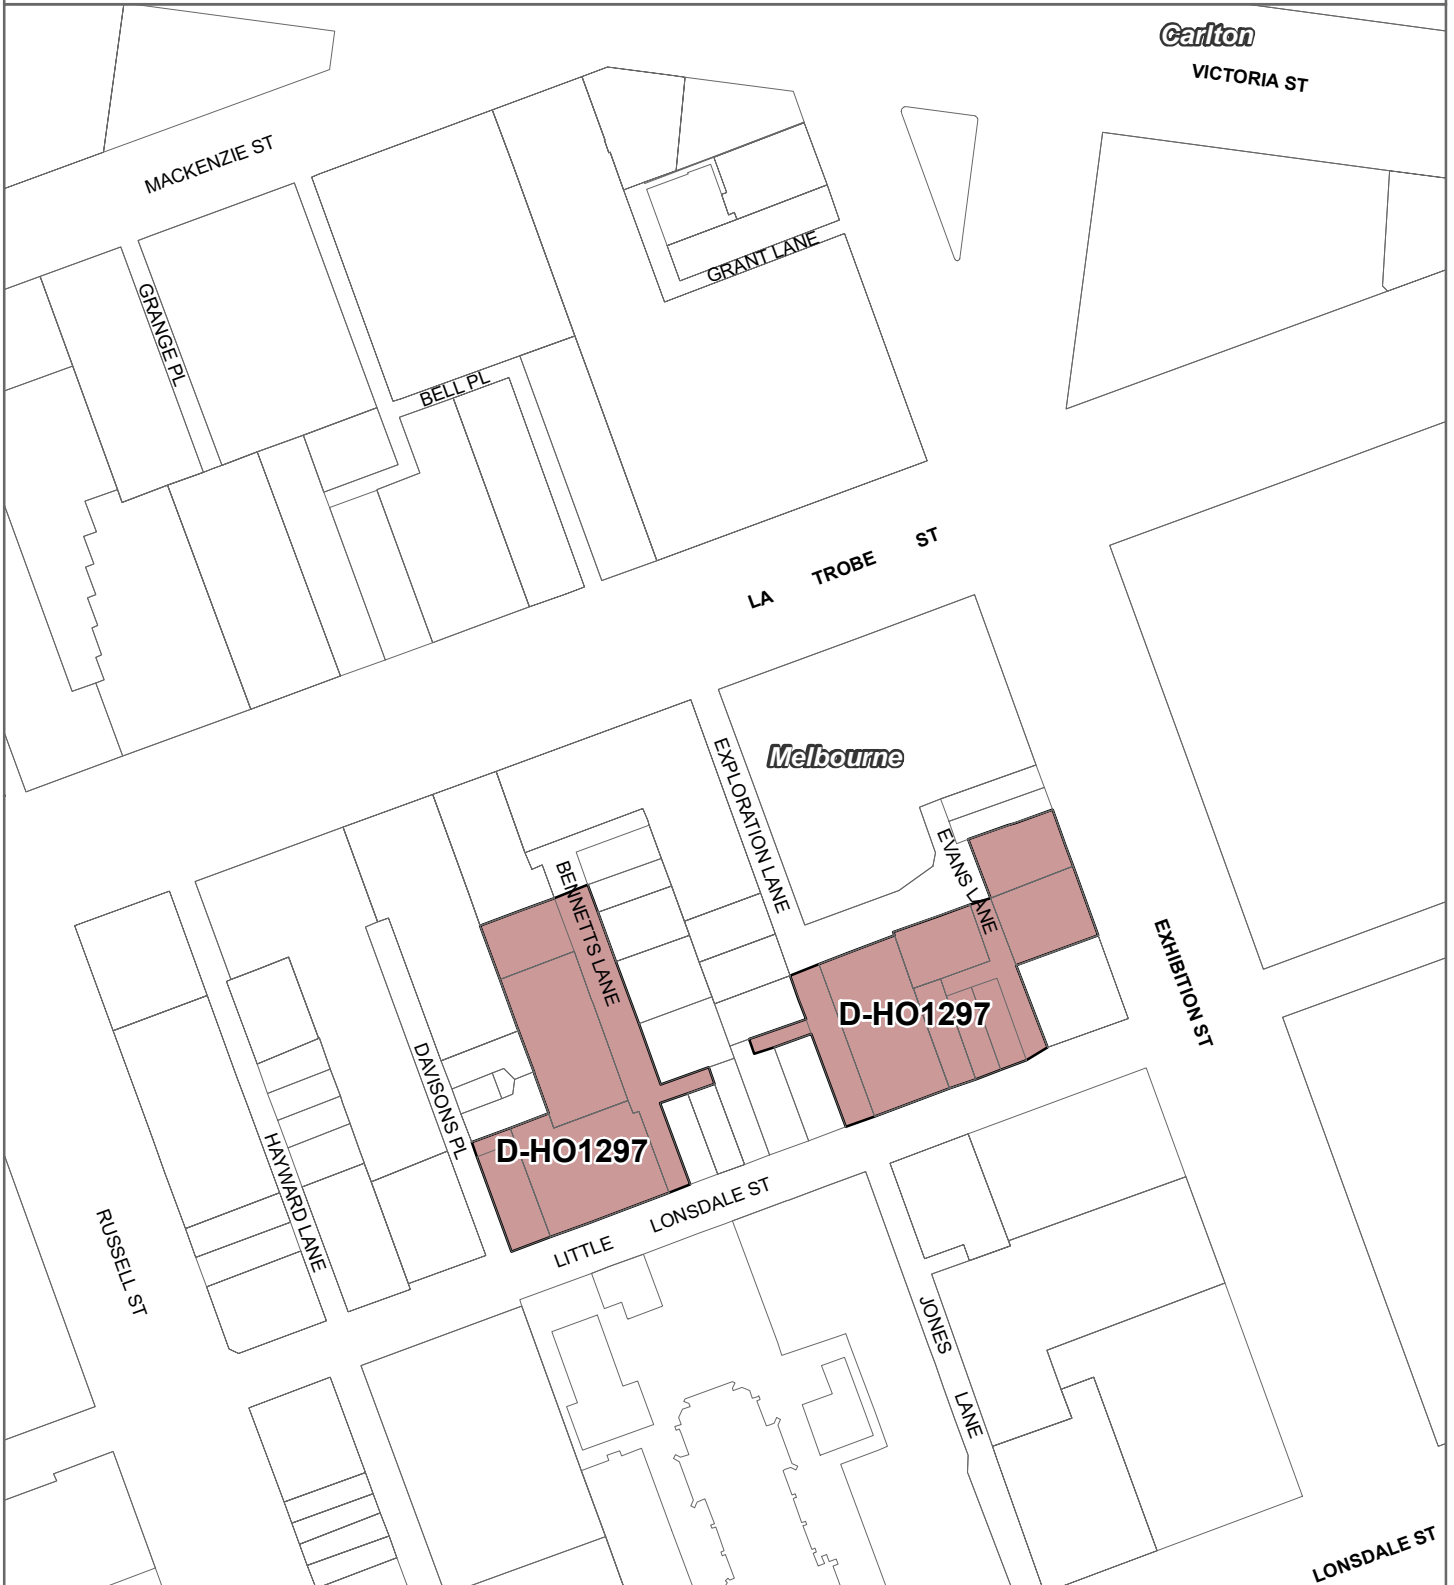 Carlton
VICTORIA ST
MACKENZIE ST
GRANT LANE
GRANGE PL
BELL PL
LA TROBE ST
Melbourne
EXPLORATION LANE
EVANS LANE
BENNETTS LANE
EXHIBITION ST
D-HO1297
DAVISONS PL
D-HO1297
HAYWARD LANE
LITTLE LONSDALE ST
RUSSELL ST
JONES LANE
LONSDALE ST